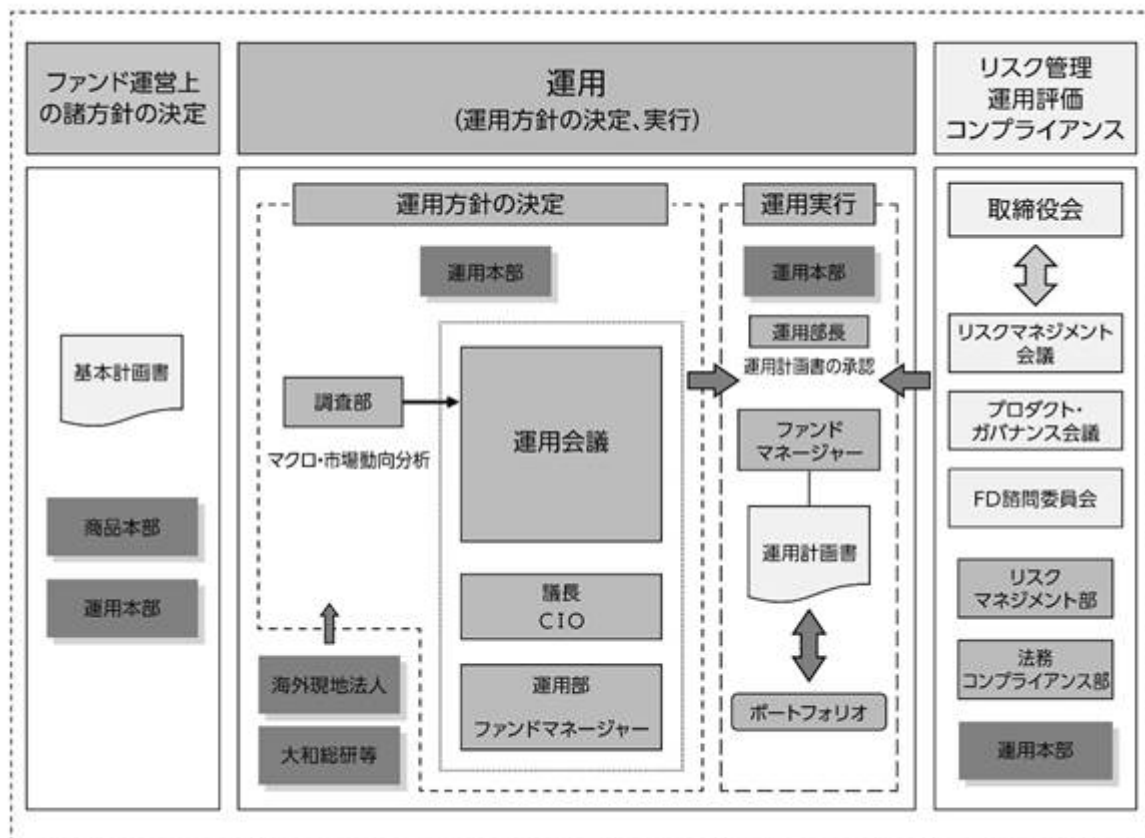 ファンド運営上
の諸方針の決定
運用
(運用方針の決定、実行)
リスク管理
運用評価
コンプライアンス
基本計画書
商品本部
運用本部
運用方針の決定
運用本部
調査部
マクロ・市場動向分析
運用会議
議長
CIO
運用部
ファンドマネージャー
海外現地法人
大和総研等
運用実行
運用本部
運用部長
運用計画書の承認
ファンド
マネージャー
運用計画書
ポートフォリオ
取締役会
リスクマネジメント
会議
プロダクト・
ガバナンス会議
FD諮問委員会
リスク
マネジメント部
法務
コンプライアンス部
運用本部